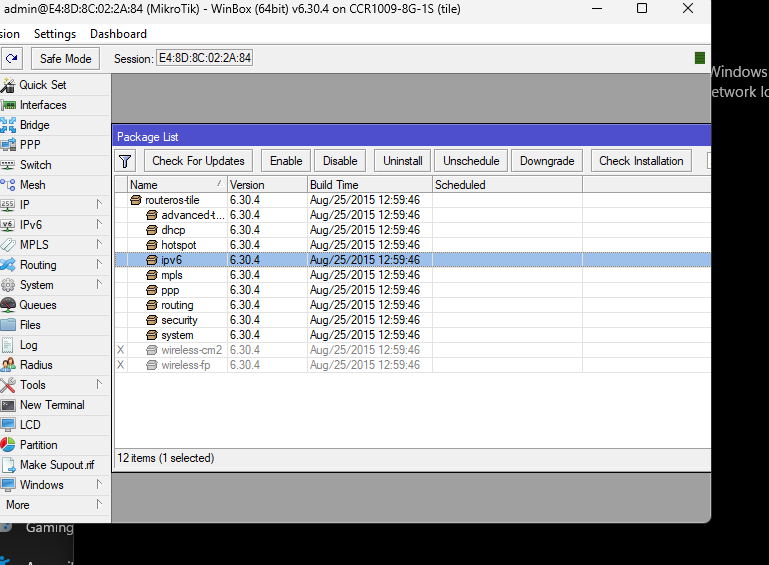 admin@E4:8D:8C:02:2A:84 (MikroTik) - WinBox (64bit) v6.30.4 on CCR1009-8G-1S (tile)
sion Settings Dashboard
Safe Mode Session: E4:8D:8C:02:2A:84
Windows
etwork lo
Quick Set
Interfaces
Bridge
PPP
Switch
Mesh
IP
IPv6
MPLS
Routing
System
Queues
Files
Log
Radius
Tools
New Terminal
LCD
Partition
Make Supout.rif
Windows
More
Package List
Check For Updates Enable Disable Uninstall Unschedule Downgrade Check Installation
Name / Version Build Time Scheduled
routeros-tile 6.30.4 Aug/25/2015 12:59:46
advanced-t... 6.30.4 Aug/25/2015 12:59:46
dhcp 6.30.4 Aug/25/2015 12:59:46
hotspot 6.30.4 Aug/25/2015 12:59:46
ipv6 6.30.4 Aug/25/2015 12:59:46
mpls 6.30.4 Aug/25/2015 12:59:46
ppp 6.30.4 Aug/25/2015 12:59:46
routing 6.30.4 Aug/25/2015 12:59:46
security 6.30.4 Aug/25/2015 12:59:46
system 6.30.4 Aug/25/2015 12:59:46
X wireless-cm2 6.30.4 Aug/25/2015 12:59:46
X wireless-fp 6.30.4 Aug/25/2015 12:59:46
12 items (1 selected)
Gaming